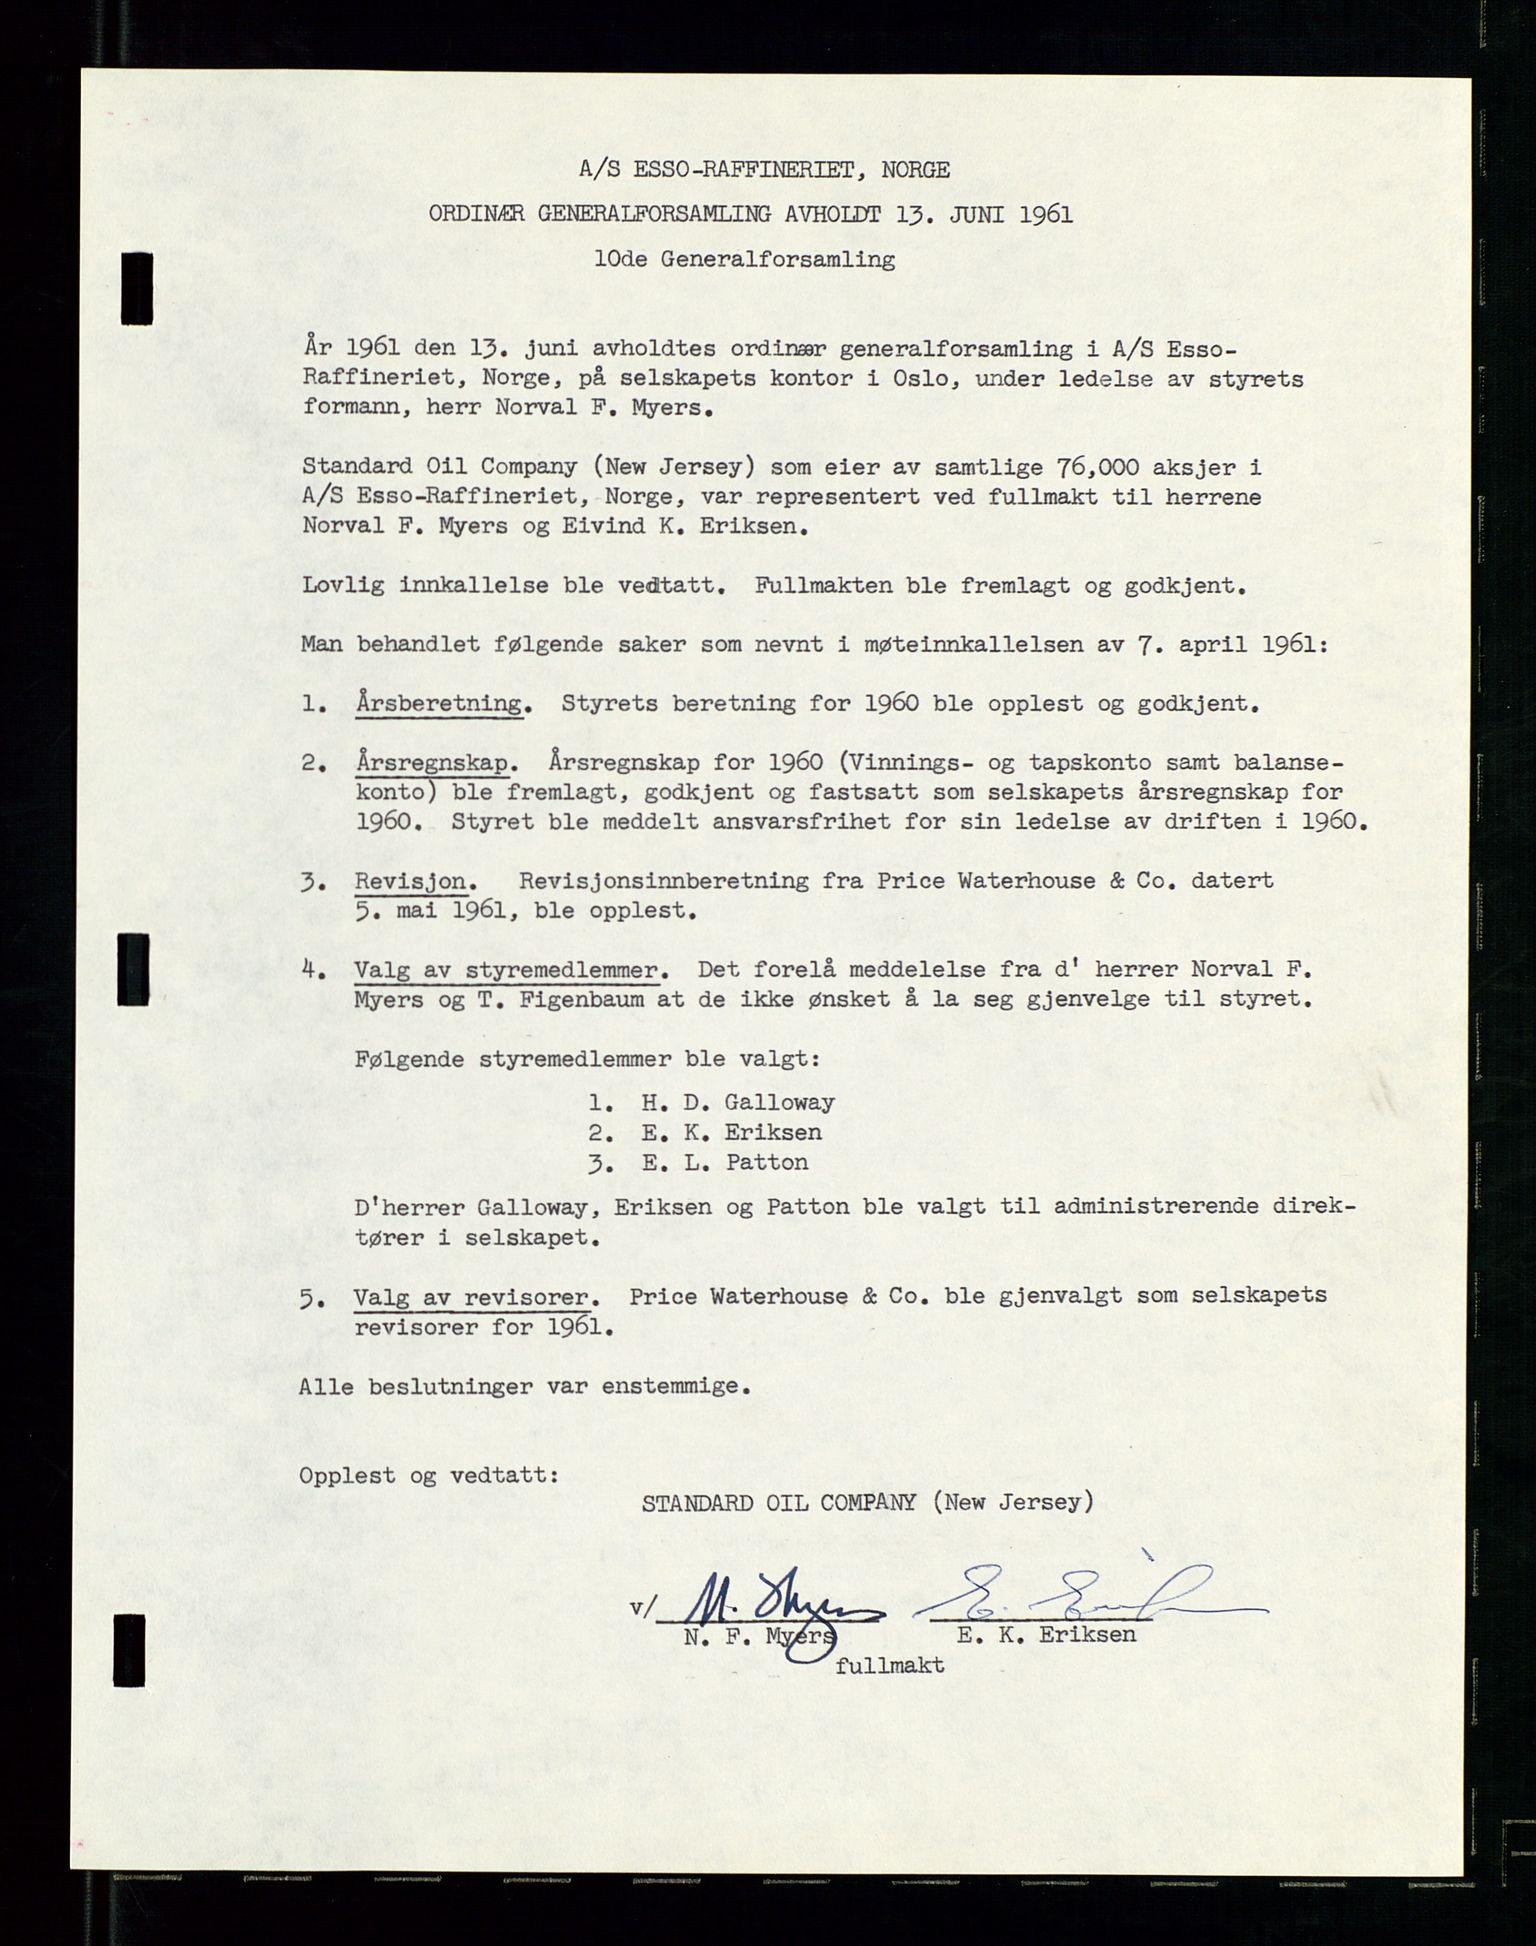 A/S ESSO-RAFFINERIET, NORGE
ORDINÆR GENERALFORSAMLING AVHOLDT 13. JUNI 1961
10de Generalforsamling
År 1961 den 13. juni avholdtes ordinær generalforsamling i A/S Esso-
Raffineriet, Norge, på selskapets kontor i Oslo, under ledelse av styrets
formann, herr Norval F. Myers.
Standard Oil Company (New Jersey) som eier av samtlige 76,000 aksjer i
A/S Esso-Raffineriet, Norge, var representert ved fullmakt til herrene
Norval F. Myers og Eivind K. Eriksen.
Lovlig innkallelse ble vedtatt. Fullmakten ble fremlagt og godkjent.
Man behandlet følgende saker som nevnt i møteinnkallelsen av 7. april 1961:
1. Årsberetning. Styrets beretning for 1960 ble opplest og godkjent.
2. Årsregnskap. Årsregnskap for 1960 (Vinnings- og tapskonto samt balanse-
konto) ble fremlagt, godkjent og fastsatt som selskapets årsregnskap for
1960. Styret ble meddelt ansvarsfrihet for sin ledelse av driften i 1960.
3. Revisjon. Revisjonsinnberetning fra Price Waterhouse & Co. datert
5. mai 1961, ble opplest.
4. Valg av styremedlemmer. Det forelå meddelelse fra d' herrer Norval F.
Myers og T. Figenbaum at de ikke ønsket å la seg gjenvelge til styret.
Følgende styremedlemmer ble valgt:
1. H. D. Galloway
2. E. K. Eriksen
3. E. L. Patton
D'herrer Galloway, Eriksen og Patton ble valgt til administrerende direk-
tører i selskapet.
5. Valg av revisorer. Price Waterhouse & Co. ble gjenvalgt som selskapets
revisorer for 1961.
Alle beslutninger var enstemmige.
Opplest og vedtatt:
STANDARD OIL COMPANY (New Jersey)
v/ N. Myers E. Eriksen
N. F. Myers E. K. Eriksen
fullmakt